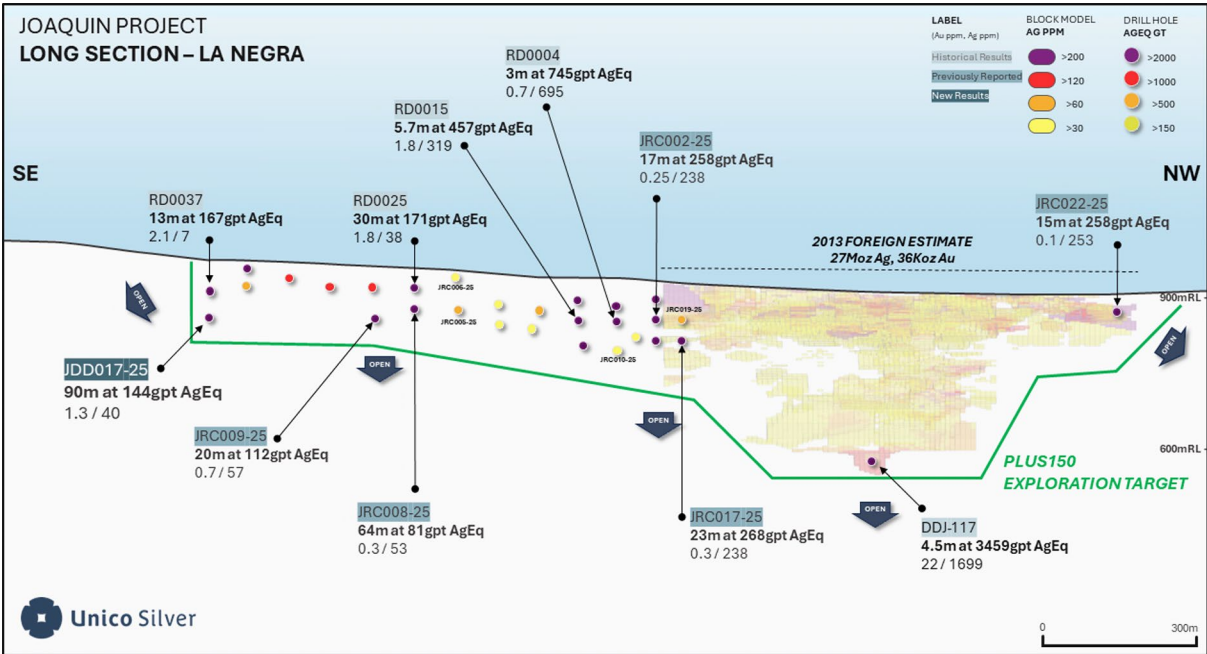 JOAQUIN PROJECT
LONG SECTION – LA NEGRA
LABEL
(Au ppm, Ag ppm)
Historical Results
Previously Reported
New Results
BLOCK MODEL
AG PPM
>200
>120
>60
>30
DRILL HOLE
AGEQ GT
>2000
>1000
>500
>150
SE
NW
RD0004
3m at 745gpt AgEq
0.7 / 695
RD0015
5.7m at 457gpt AgEq
1.8 / 319
JRC002-25
17m at 258gpt AgEq
0.25 / 238
RD0037
13m at 167gpt AgEq
2.1 / 7
RD0025
30m at 171gpt AgEq
1.8 / 38
JRC022-25
15m at 258gpt AgEq
0.1 / 253
2013 FOREIGN ESTIMATE
27Moz Ag, 36Koz Au
OPEN
JRC006-25
JRC005-25
JRC019-25
JRC010-25
900mRL
OPEN
OPEN
OPEN
600mRL
JDD017-25
90m at 144gpt AgEq
1.3 / 40
JRC009-25
20m at 112gpt AgEq
0.7 / 57
JRC008-25
64m at 81gpt AgEq
0.3 / 53
JRC017-25
23m at 268gpt AgEq
0.3 / 238
OPEN
DDJ-117
4.5m at 3459gpt AgEq
22 / 1699
PLUS150
EXPLORATION TARGET
Unico Silver
0
300m